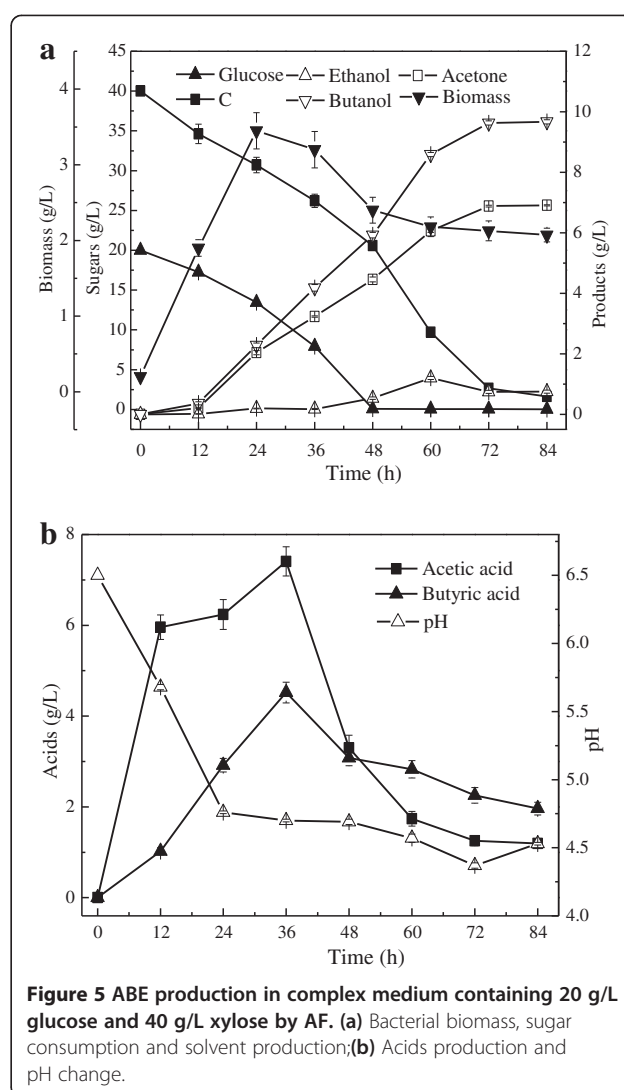 a
Glucose
Ethanol
Acetone
C
Butanol
Biomass
Biomass (g/L)
4
3
2
1
0
Sugars (g/L)
45
40
35
30
25
20
15
10
5
0
Products (g/L)
12
10
8
6
4
2
0
0 12 24 36 48 60 72 84
Time (h)
b
Acetic acid
Butyric acid
pH
Acids (g/L)
8
6
4
2
0
pH
6.5
6.0
5.5
5.0
4.5
4.0
0 12 24 36 48 60 72 84
Time (h)
Figure 5 ABE production in complex medium containing 20 g/L
glucose and 40 g/L xylose by AF. (a) Bacterial biomass, sugar
consumption and solvent production;(b) Acids production and
pH change.